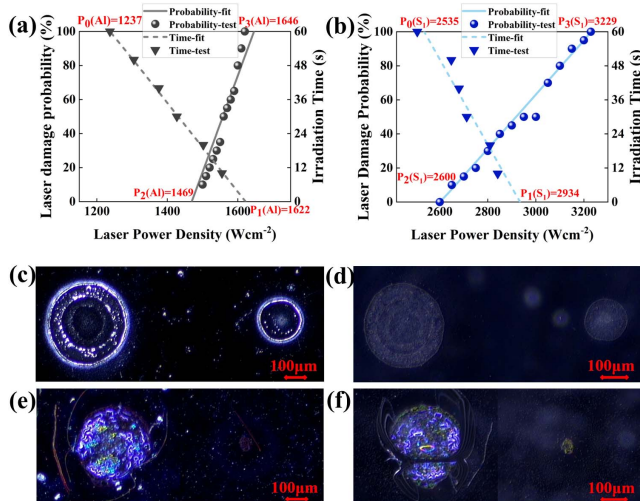 (a)
P₀(Al)=1237
P₃(Al)=1646
Probability-fit
Probability-test
Time-fit
Time-test
100
80
60
40
20
0
60
48
36
24
12
0
Laser damage probability (%)
Irradiation Time (s)
P₂(Al)=1469
P₁(Al)=1622
1200
1400
1600
Laser Power Density (Wcm⁻²)
(b)
P₀(S₁)=2535
P₃(S₁)=3229
Probability-fit
Probability-test
Time-fit
Time-test
100
80
60
40
20
0
60
48
36
24
12
0
Laser Damage Probability (%)
Irradiation Time (s)
P₂(S₁)=2600
P₁(S₁)=2934
2600
2800
3000
3200
Laser Power Density (Wcm⁻²)
(c)
100μm
(d)
100μm
(e)
100μm
(f)
100μm